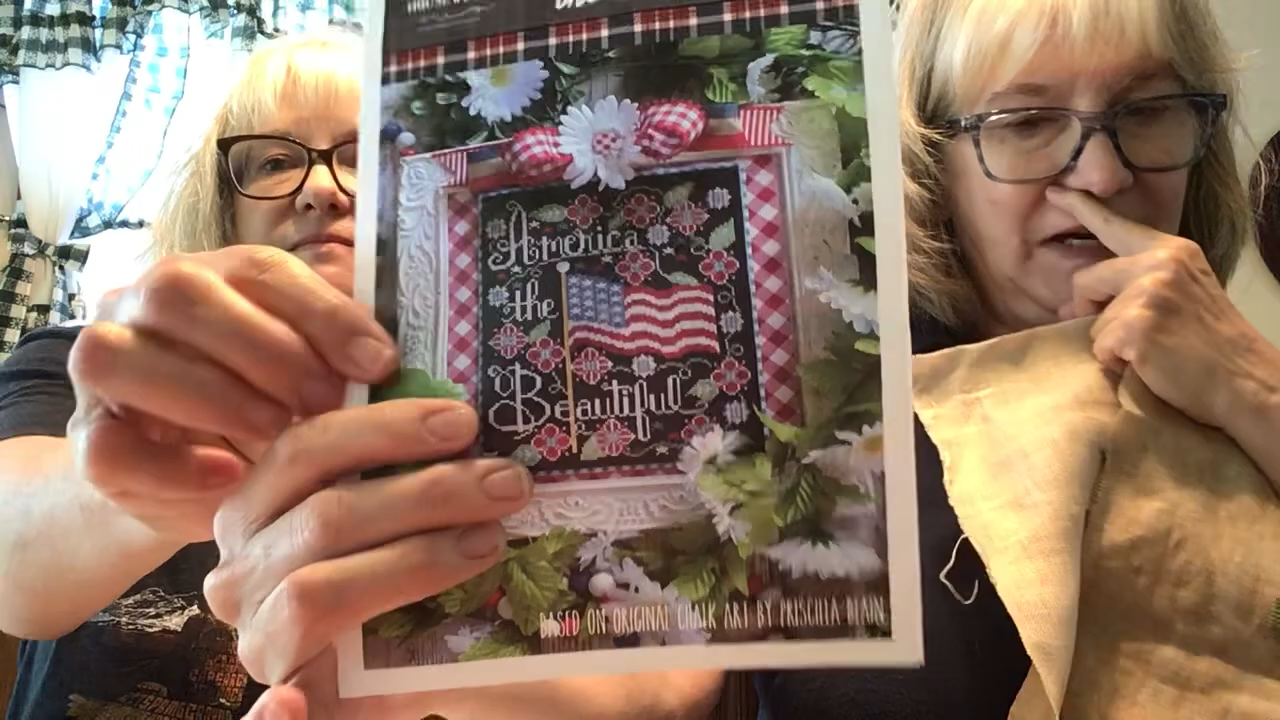 America
the
Beautiful
BASED ON ORIGINAL CHALK ART BY PRISCILLA BLAIN